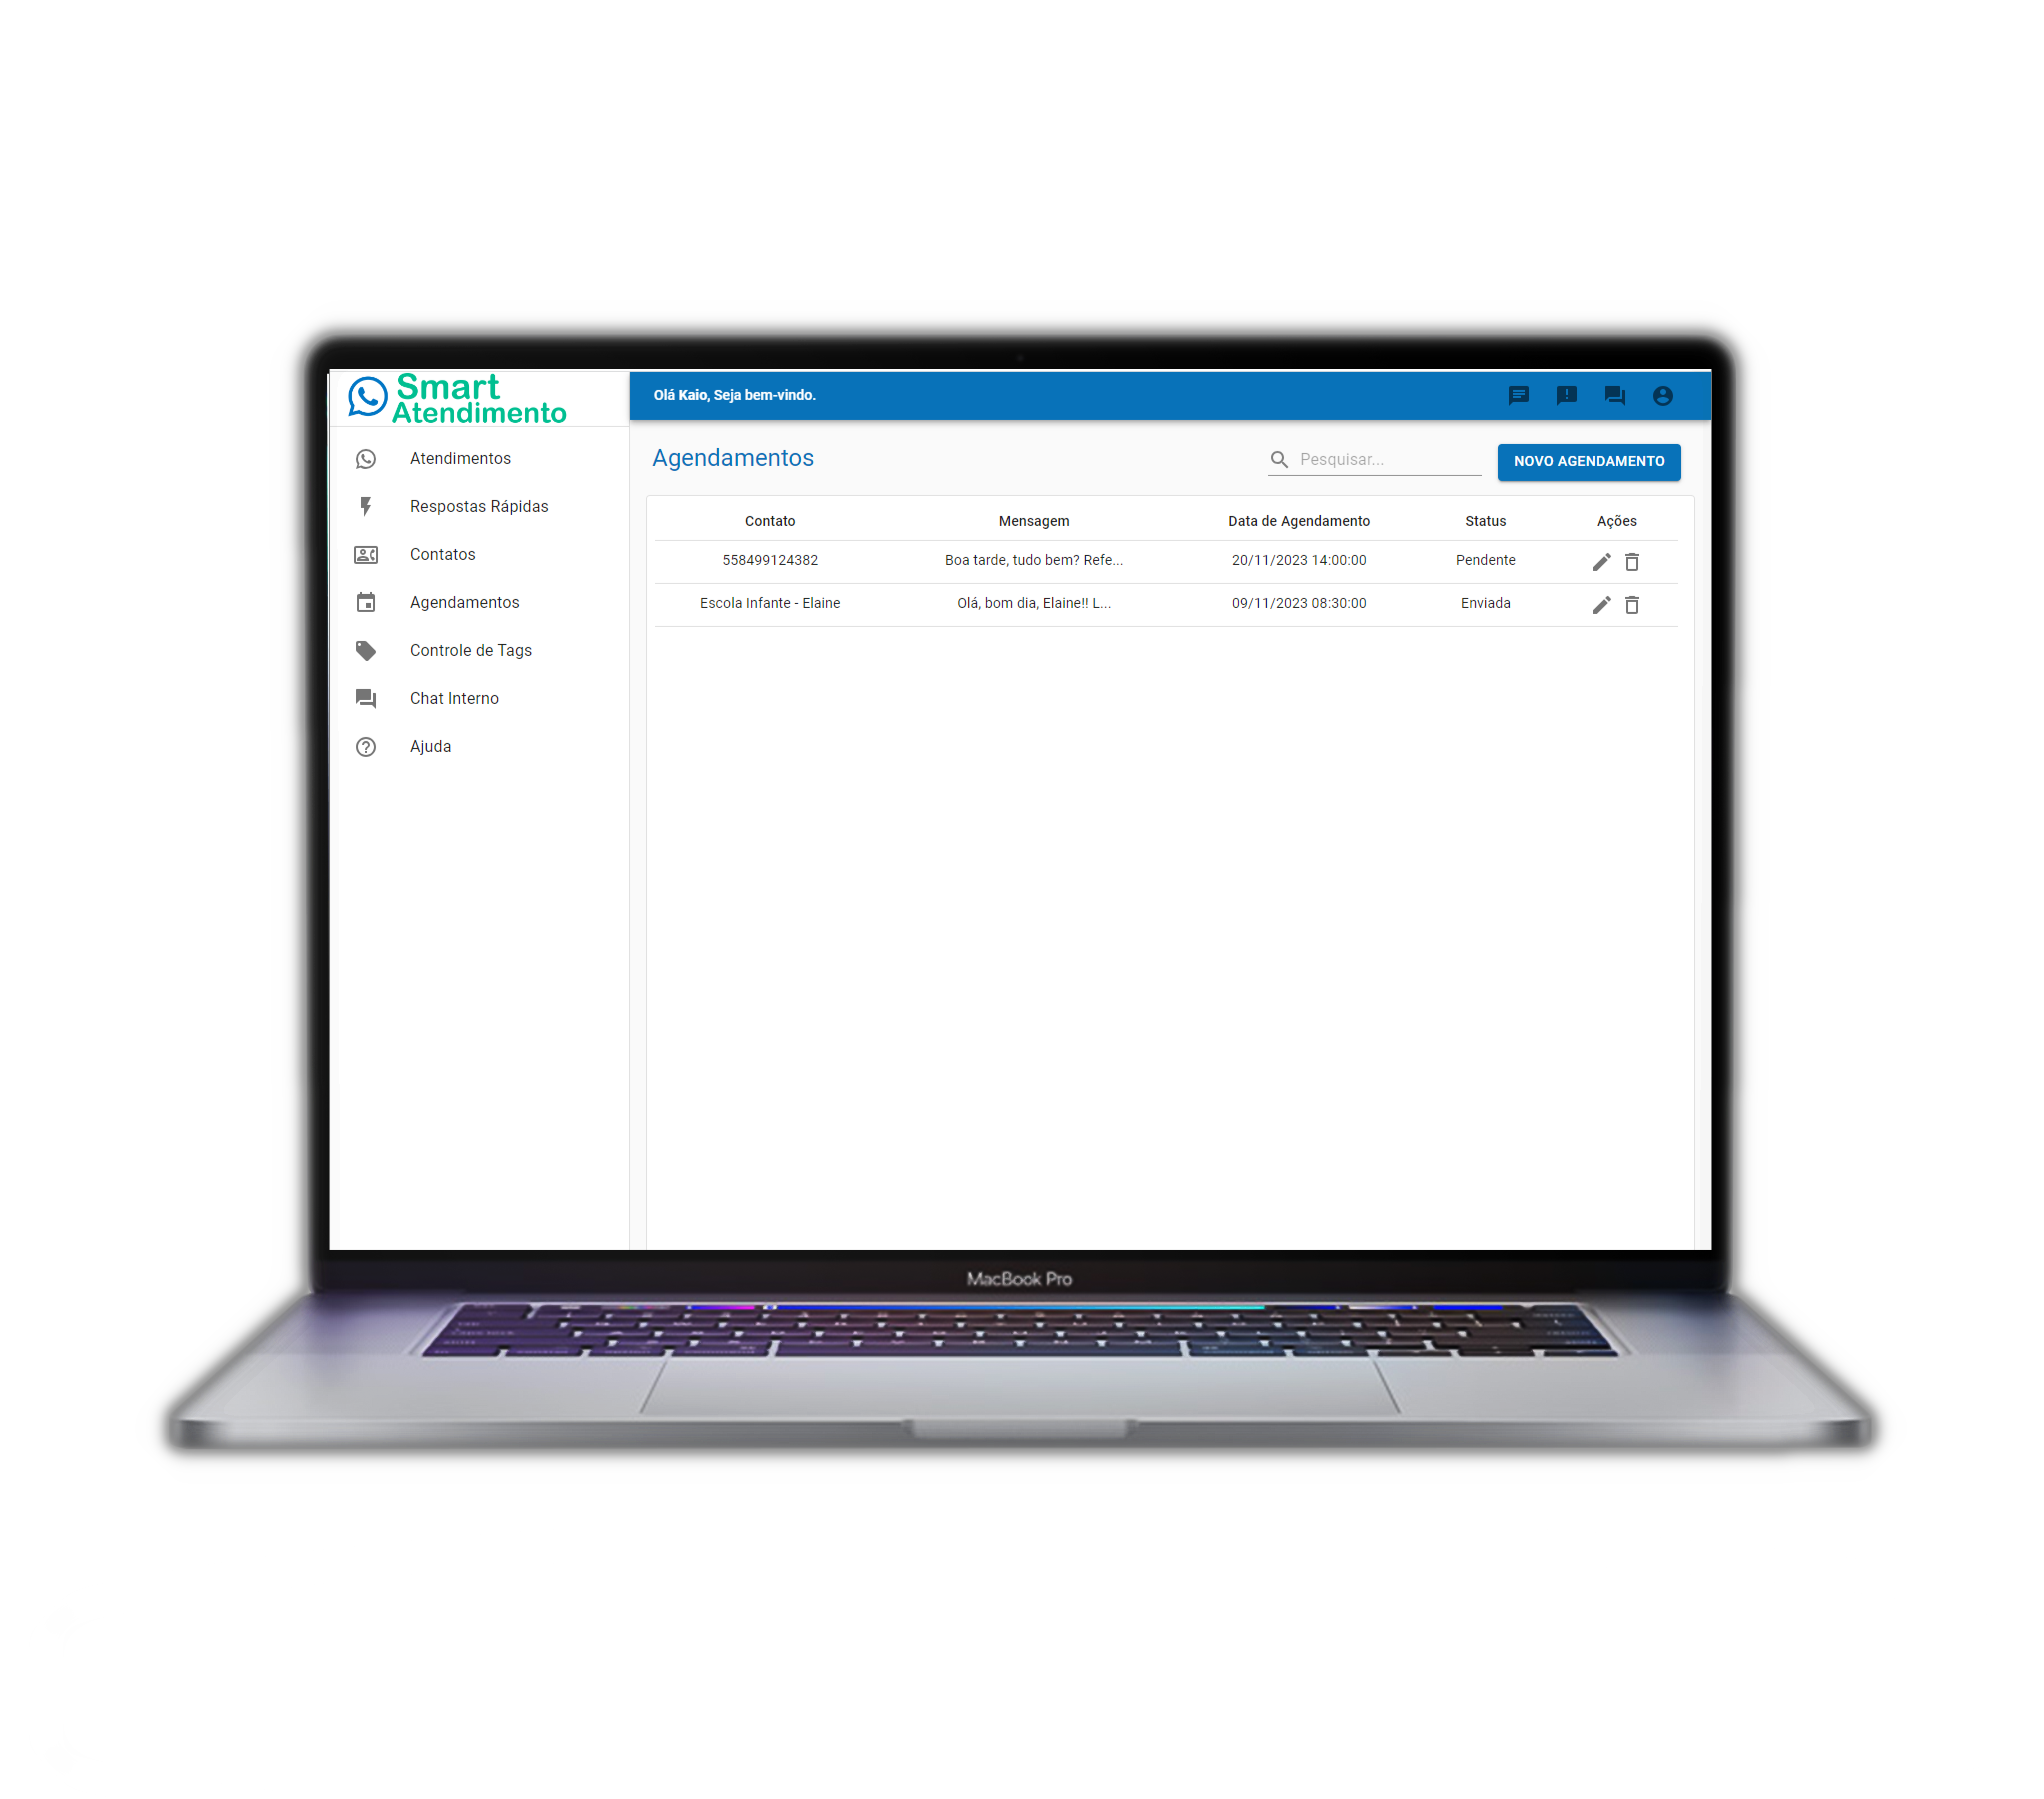 Smart
Atendimento
Olá Kaio, Seja bem-vindo.
Atendimentos
Respostas Rápidas
Contatos
Agendamentos
Controle de Tags
Chat Interno
Ajuda
Agendamentos
Pesquisar...
NOVO AGENDAMENTO
Contato Mensagem Data de Agendamento Status Ações
558499124382 Boa tarde, tudo bem? Refe... 20/11/2023 14:00:00 Pendente
Escola Infante - Elaine Olá, bom dia, Elaine!! L... 09/11/2023 08:30:00 Enviada
MacBook Pro